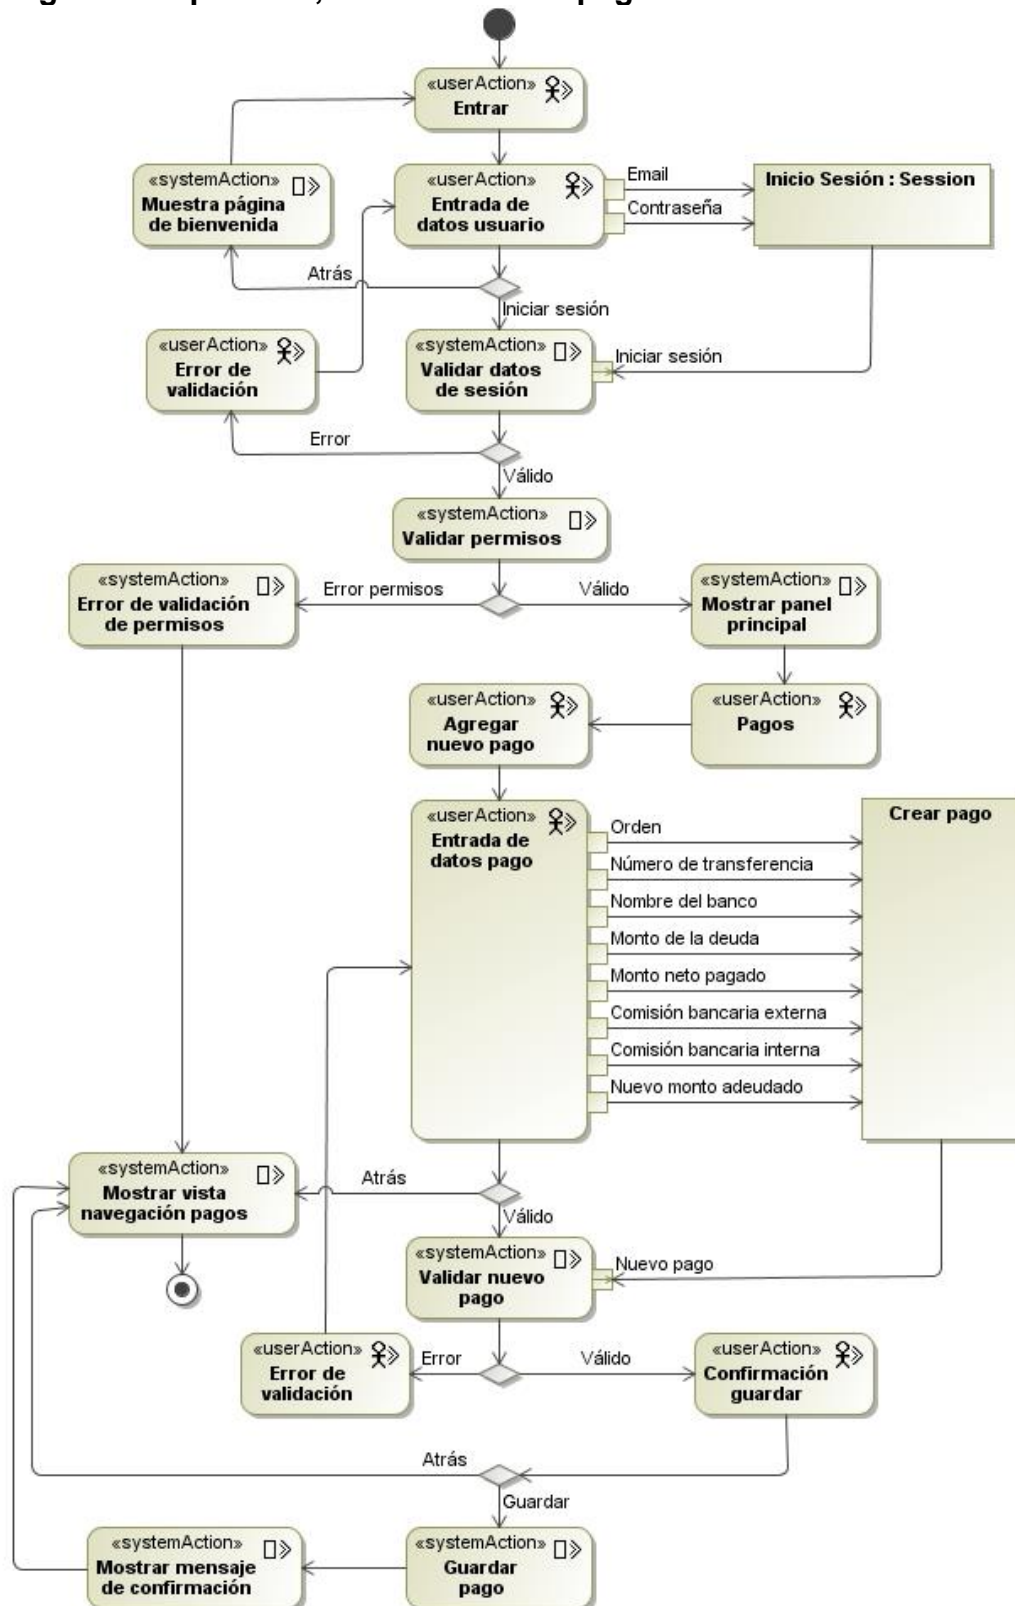 «userAction»
Entrar
«systemAction»
Muestra página
de bienvenida
«userAction»
Entrada de
datos usuario
Email
Contraseña
Inicio Sesión : Session
Atrás
Iniciar sesión
«userAction»
Error de
validación
«systemAction»
Validar datos
de sesión
Iniciar sesión
Error
Válido
«systemAction»
Validar permisos
«systemAction»
Error de validación
de permisos
Error permisos
Válido
«systemAction»
Mostrar panel
principal
«userAction»
Agregar
nuevo pago
«userAction»
Pagos
«userAction»
Entrada de
datos pago
Orden
Número de transferencia
Nombre del banco
Monto de la deuda
Monto neto pagado
Comisión bancaria externa
Comisión bancaria interna
Nuevo monto adeudado
Crear pago
«systemAction»
Mostrar vista
navegación pagos
Atrás
Válido
«systemAction»
Validar nuevo
pago
Nuevo pago
«userAction»
Error de
validación
Error
Válido
«userAction»
Confirmación
guardar
Atrás
Guardar
«systemAction»
Mostrar mensaje
de confirmación
«systemAction»
Guardar
pago